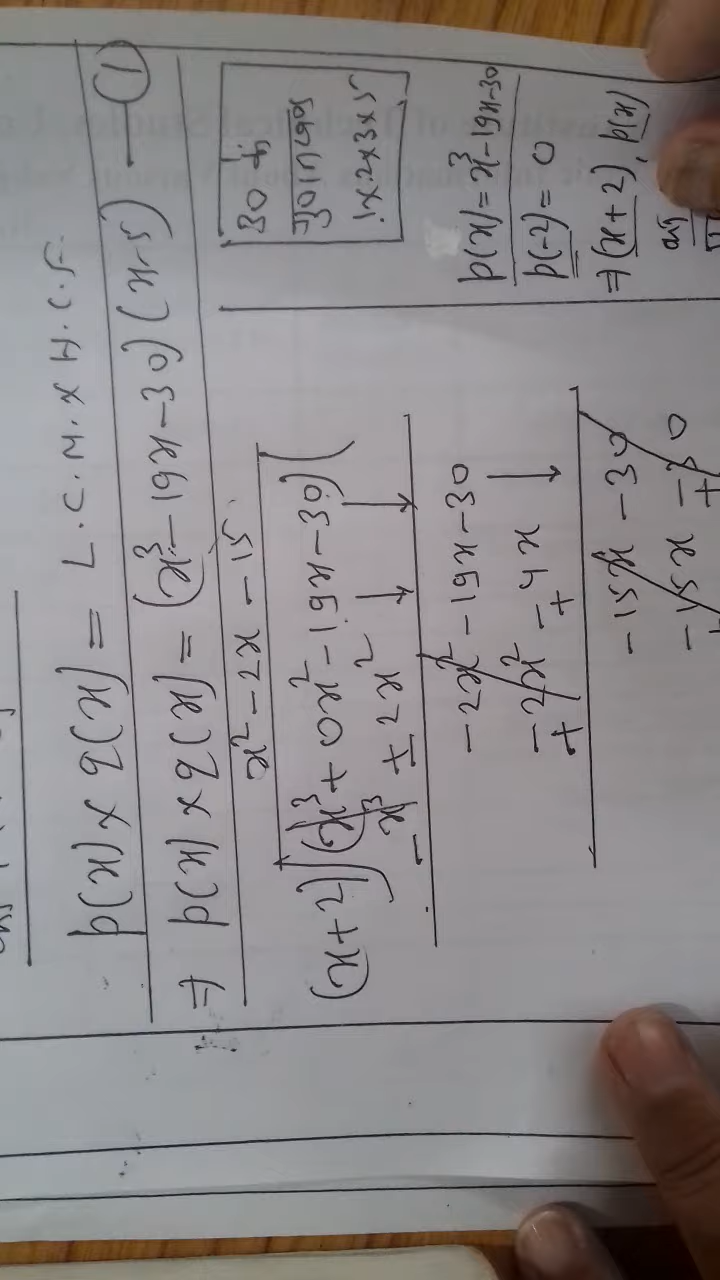 p(x) × q(x) = L.C.M. × H.C.F.
⇒ p(x) × q(x) = (x³ - 19x - 30) (x-5) — ①
x² - 2x - 15
(x+2) (x³ + 0x² - 19x - 30)
- x³ ± 2x²
-2x² - 19x - 30
-2x² - 4x
+ +
-15x - 30
-15x - 30
+ +
30
1×2×3×5
p(x) = x³ - 19x - 30
p(-2) = 0
⇒ (x+2), p(x)